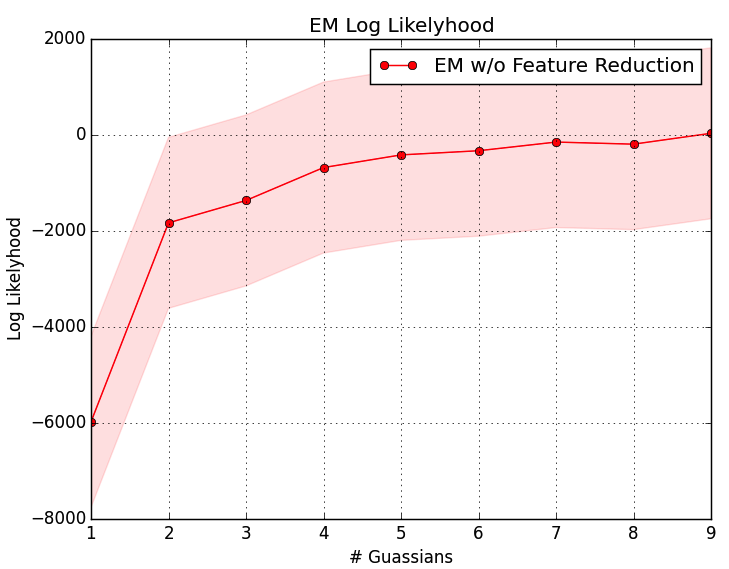 EM Log Likelyhood
EM w/o Feature Reduction
2000
0
−2000
−4000
−6000
−8000
Log Likelyhood
1 2 3 4 5 6 7 8 9
# Guassians